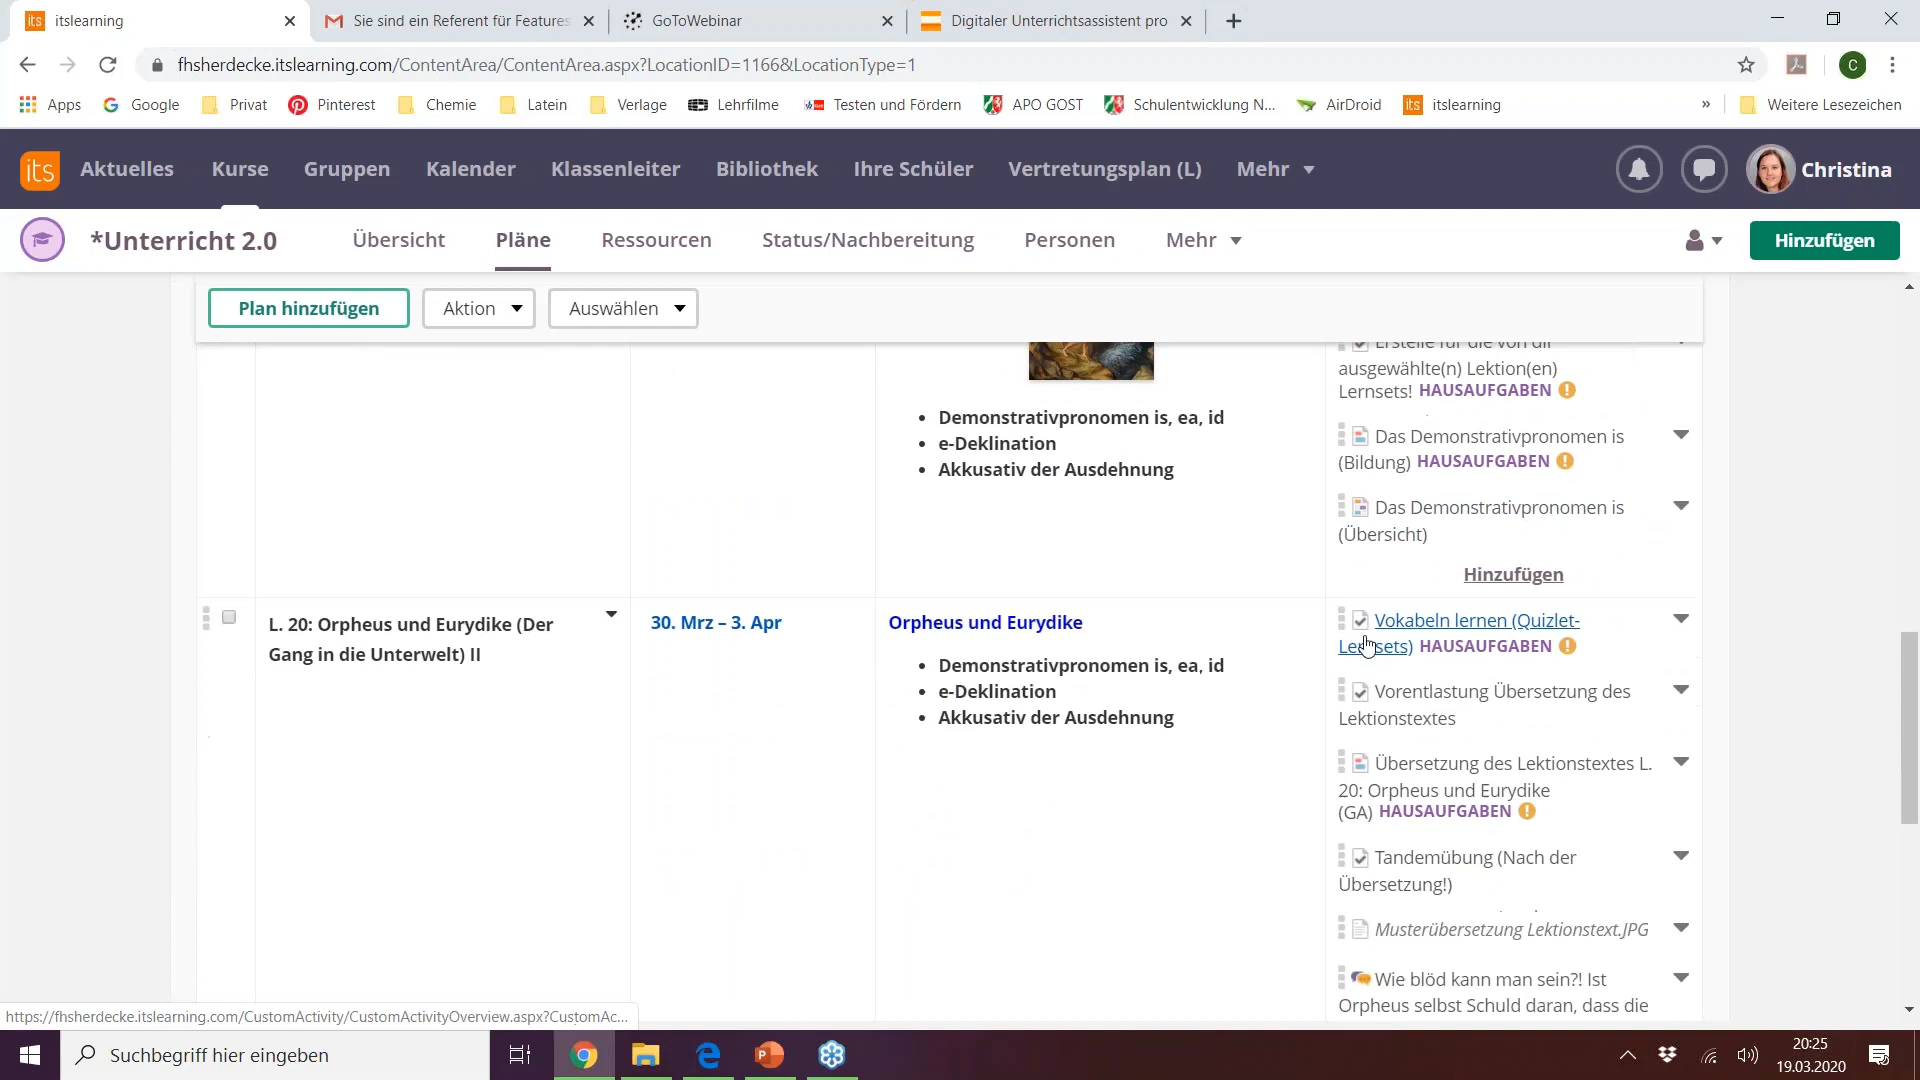 itslearning
Sie sind ein Referent für Features
GoToWebinar
Digitaler Unterrichtsassistent pro
fhsherdecke.itslearning.com/ContentArea/ContentArea.aspx?LocationID=1166&LocationType=1
C
Apps
Google
Privat
Pinterest
Chemie
Latein
Verlage
Lehrfilme
Testen und Fördern
APO GOST
Schulentwicklung N...
AirDroid
itslearning
»
Weitere Lesezeichen
its
Aktuelles
Kurse
Gruppen
Kalender
Klassenleiter
Bibliothek
Ihre Schüler
Vertretungsplan (L)
Mehr
Christina
*Unterricht 2.0
Übersicht
Pläne
Ressourcen
Status/Nachbereitung
Personen
Mehr
Hinzufügen
Plan hinzufügen
Aktion
Auswählen
• Demonstrativpronomen is, ea, id
• e-Deklination
• Akkusativ der Ausdehnung
Erstelle für die von dir
ausgewählte(n) Lektion(en)
Lernsets! HAUSAUFGABEN
Das Demonstrativpronomen is
(Bildung) HAUSAUFGABEN
Das Demonstrativpronomen is
(Übersicht)
Hinzufügen
L. 20: Orpheus und Eurydike (Der
Gang in die Unterwelt) II
30. Mrz – 3. Apr
Orpheus und Eurydike
• Demonstrativpronomen is, ea, id
• e-Deklination
• Akkusativ der Ausdehnung
Vokabeln lernen (Quizlet-
Lernsets) HAUSAUFGABEN
Vorentlastung Übersetzung des
Lektionstextes
Übersetzung des Lektionstextes L.
20: Orpheus und Eurydike
(GA) HAUSAUFGABEN
Tandemübung (Nach der
Übersetzung!)
Musterübersetzung Lektionstext.JPG
Wie blöd kann man sein?! Ist
Orpheus selbst Schuld daran, dass die
https://fhsherdecke.itslearning.com/CustomActivity/CustomActivityOverview.aspx?CustomAc...
Suchbegriff hier eingeben
20:25
19.03.2020